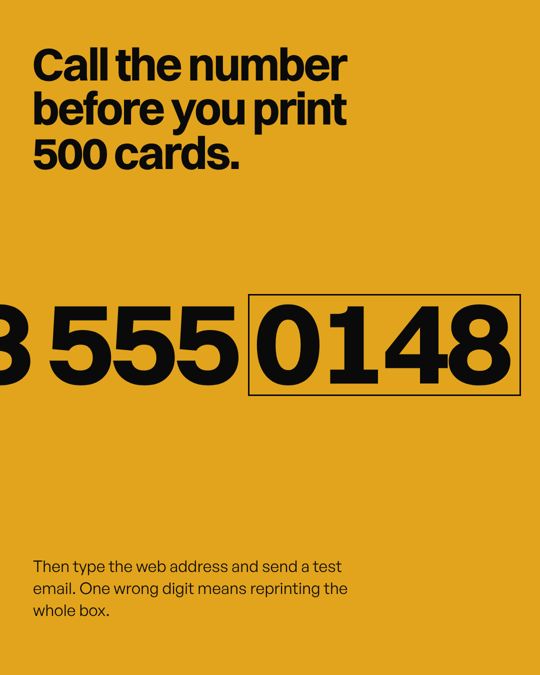 Call the number
before you print
500 cards.
3 555 0148
Then type the web address and send a test
email. One wrong digit means reprinting the
whole box.